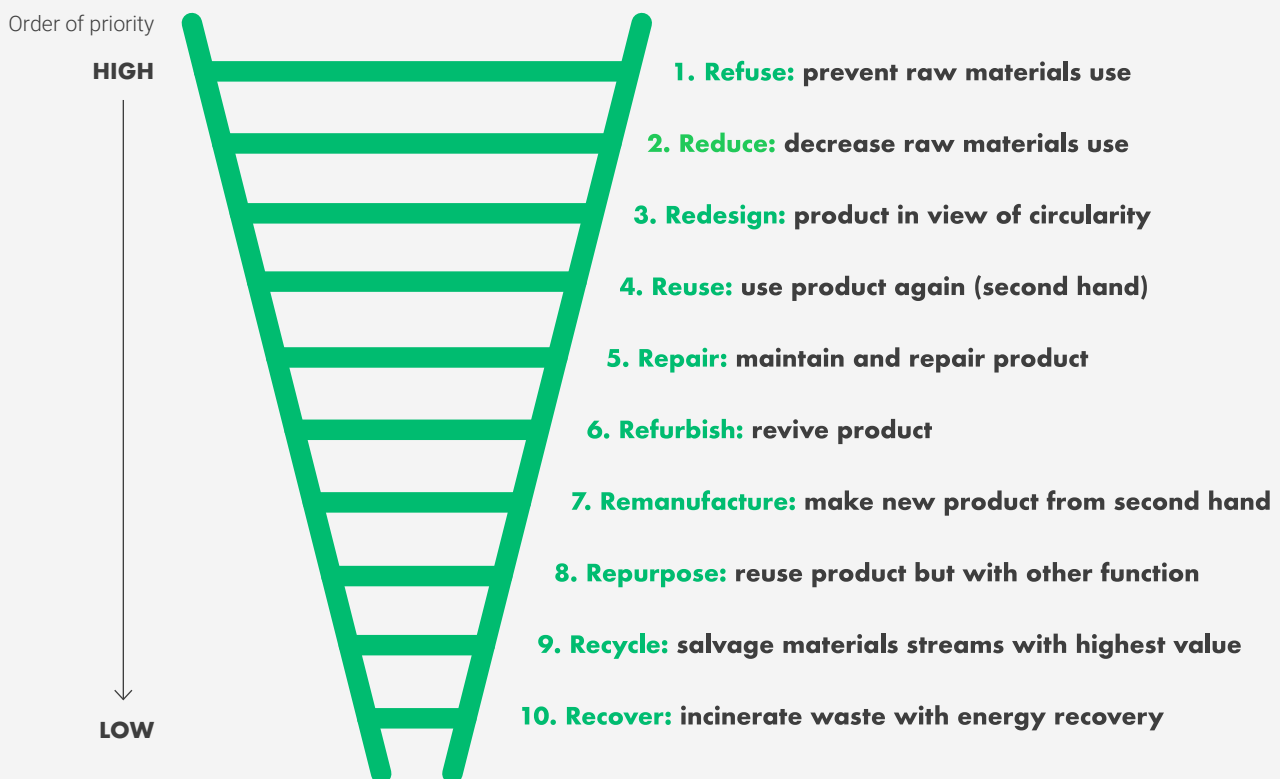 Order of priority
HIGH
1. Refuse: prevent raw materials use
2. Reduce: decrease raw materials use
3. Redesign: product in view of circularity
4. Reuse: use product again (second hand)
5. Repair: maintain and repair product
6. Refurbish: revive product
7. Remanufacture: make new product from second hand
8. Repurpose: reuse product but with other function
9. Recycle: salvage materials streams with highest value
10. Recover: incinerate waste with energy recovery
LOW